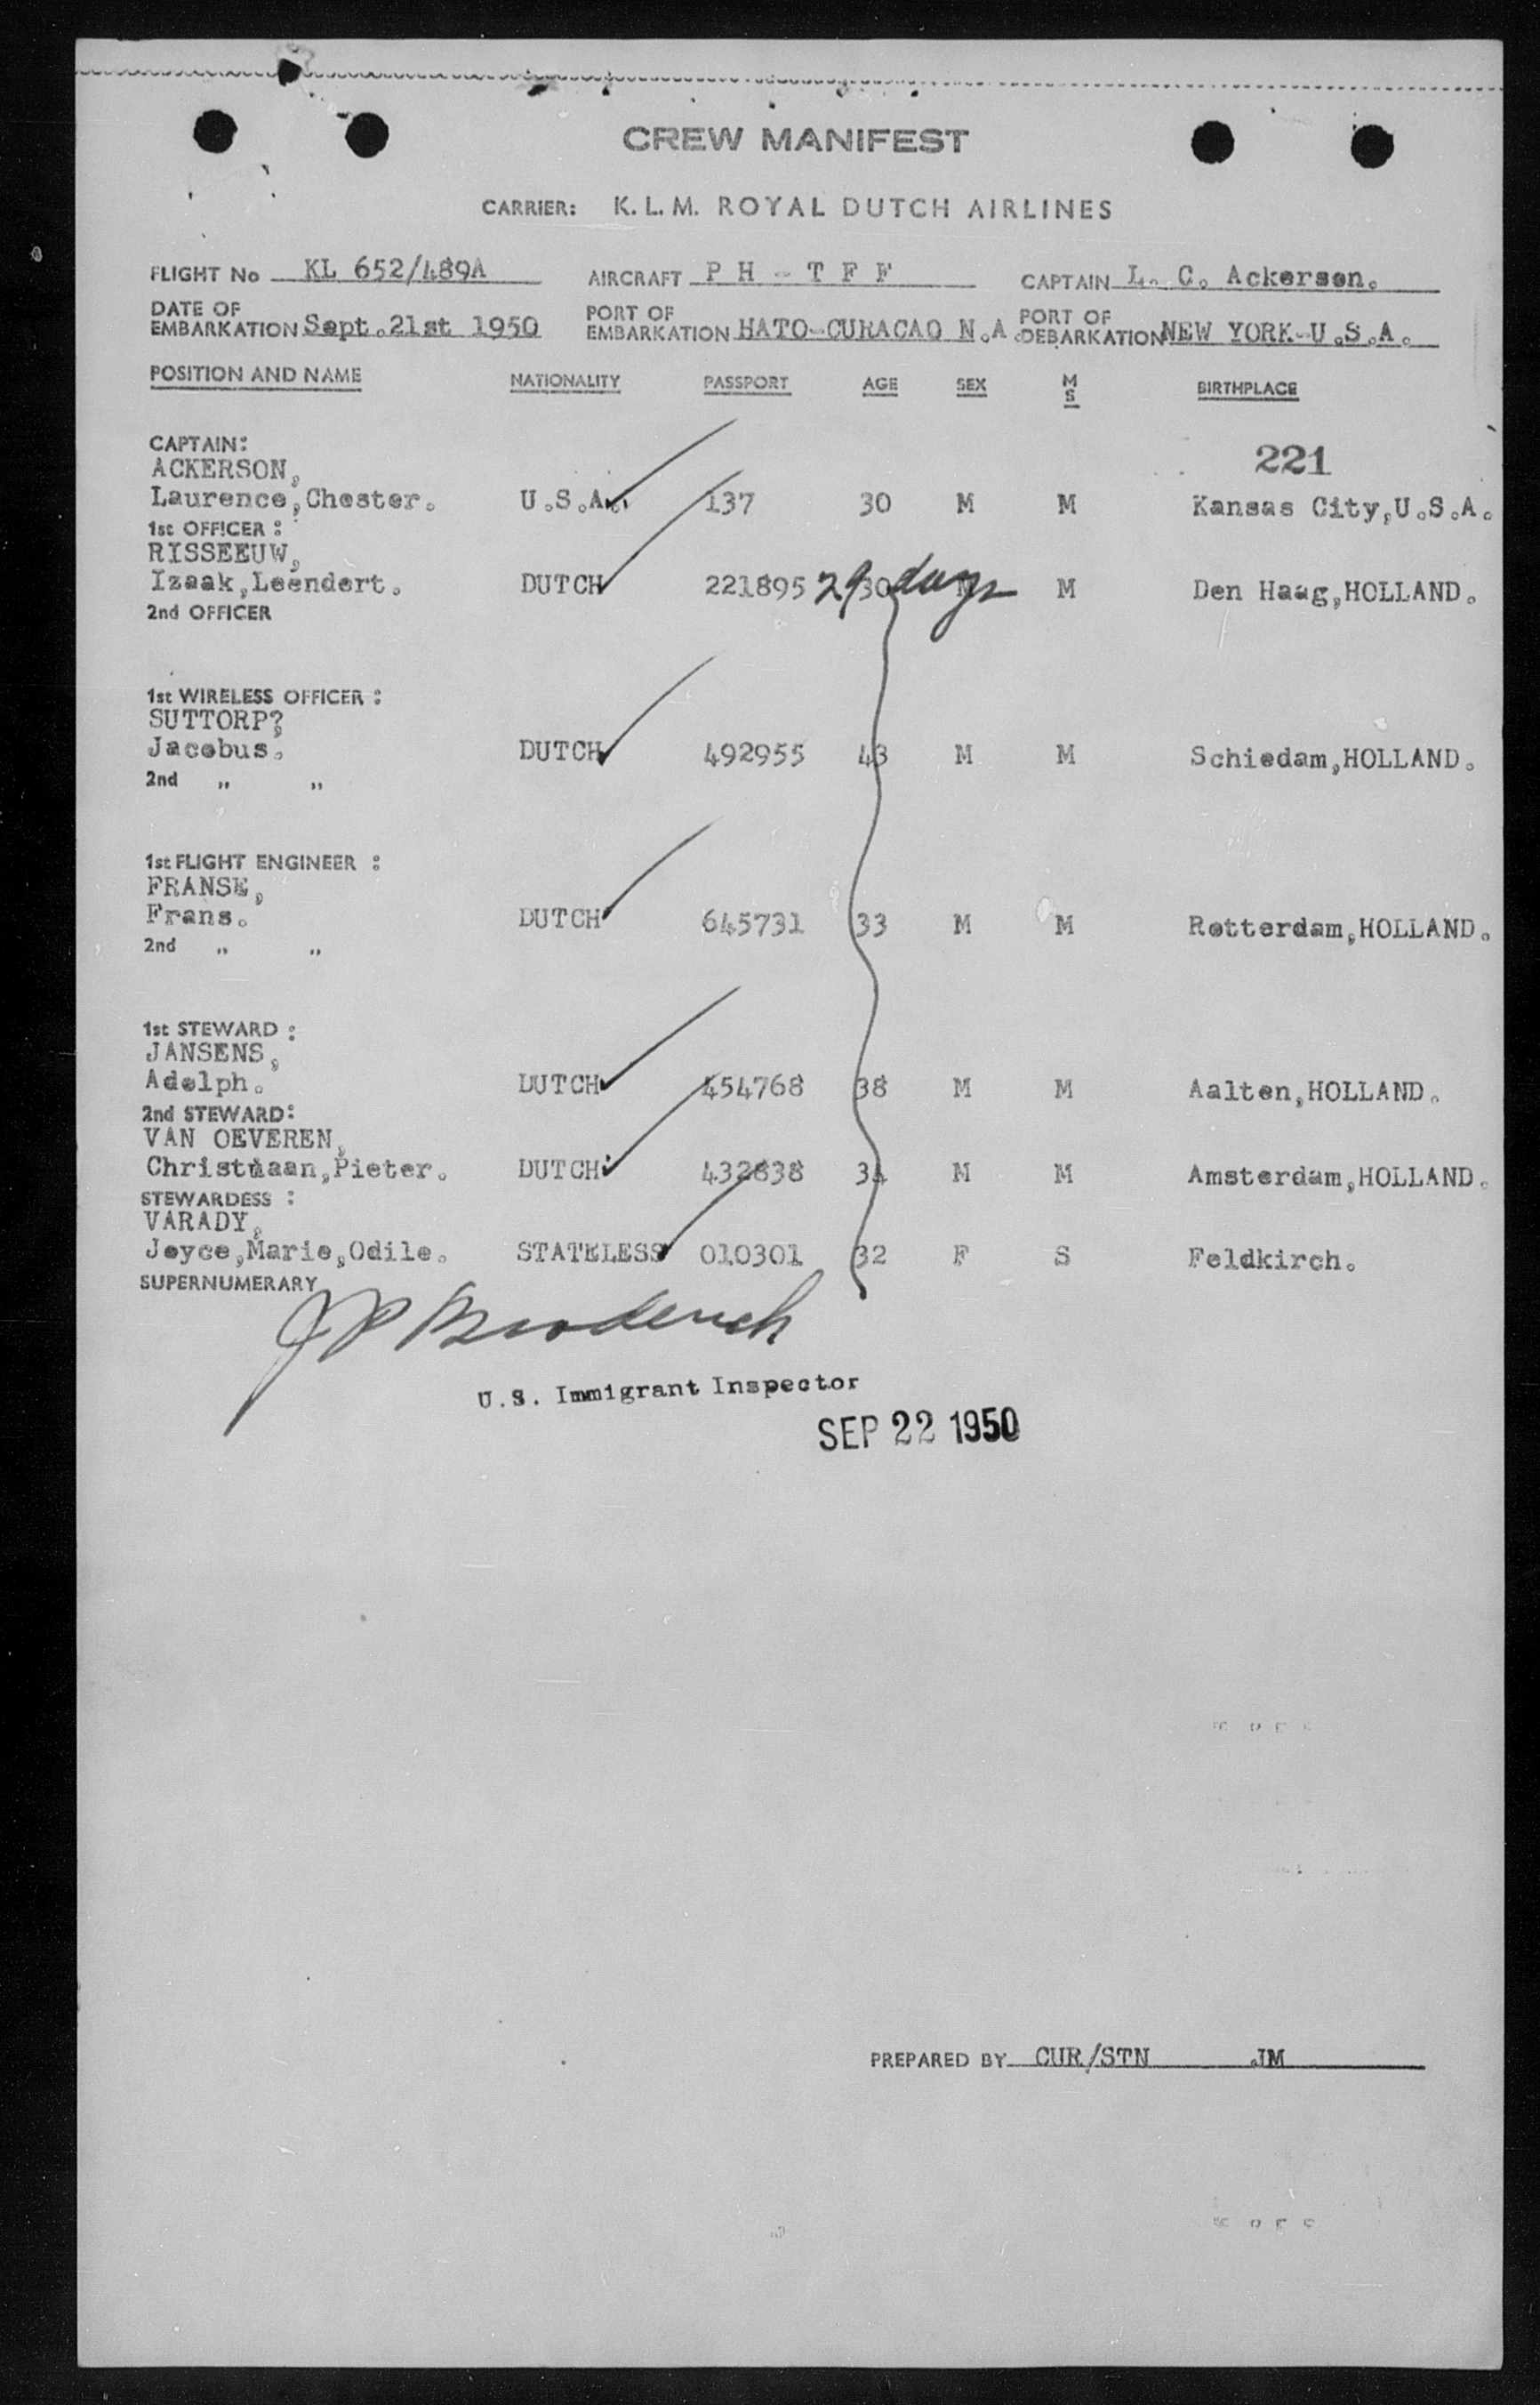 CREW MANIFEST
CARRIER: K.L.M. ROYAL DUTCH AIRLINES
FLIGHT No KL 652/489A AIRCRAFT P H - T F F CAPTAIN L. C. Ackerson.
DATE OF EMBARKATION Sept.21st 1950 PORT OF EMBARKATION HATO-CURACAO N.A. PORT OF DEBARKATION NEW YORK-U.S.A.
POSITION AND NAME NATIONALITY PASSPORT AGE SEX M S BIRTHPLACE
CAPTAIN:
221
ACKERSON,
Laurence,Chester. U.S.A. 137 30 M M Kansas City,U.S.A.
1st OFFICER:
RISSEEUW,
Izaak,Leendert. DUTCH 221895 29 30 days M M Den Haag,HOLLAND.
2nd OFFICER
1st WIRELESS OFFICER:
SUTTORP?
Jacobus. DUTCH 492955 43 M M Schiedam,HOLLAND.
2nd „ „
1st FLIGHT ENGINEER:
FRANSE,
Frans. DUTCH 645731 33 M M Rotterdam,HOLLAND.
2nd „ „
1st STEWARD:
JANSENS,
Adolph. DUTCH 454768 38 M M Aalten,HOLLAND.
2nd STEWARD:
VAN OEVEREN,
Christiaan,Pieter. DUTCH 432838 34 M M Amsterdam,HOLLAND.
STEWARDESS:
VARADY,
Joyce,Marie,Odile. STATELESS 010301 32 F S Feldkirch.
SUPERNUMERARY
J P Broderick
U.S. Immigrant Inspector
SEP 22 1950
PREPARED BY CUR/STN JM